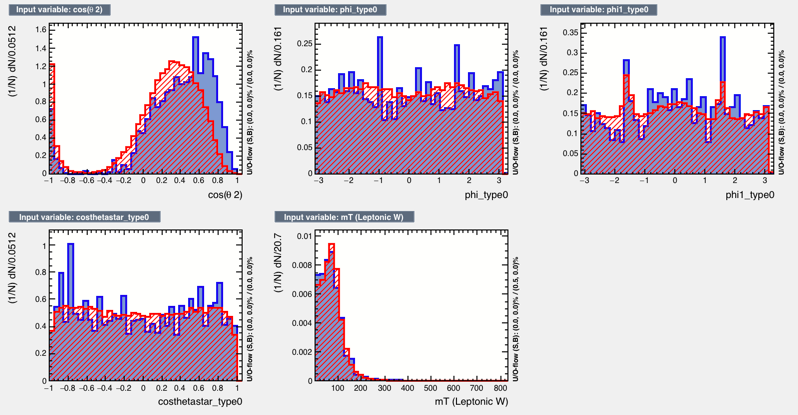 Input variable: cos(θ 2)
(1/N) dN/0.0512
1.6
1.4
1.2
1
0.8
0.6
0.4
0.2
0
−1 −0.8 −0.6 −0.4 −0.2 0 0.2 0.4 0.6 0.8 1
cos(θ 2)
U/O-flow (S,B): (0.0, 0.0)% / (0.0, 0.0)%
Input variable: phi_type0
(1/N) dN/0.161
0.25
0.2
0.15
0.1
0.05
0
−3 −2 −1 0 1 2 3
phi_type0
U/O-flow (S,B): (0.0, 0.0)% / (0.0, 0.0)%
Input variable: phi1_type0
(1/N) dN/0.161
0.35
0.3
0.25
0.2
0.15
0.1
0.05
0
−3 −2 −1 0 1 2 3
phi1_type0
U/O-flow (S,B): (0.0, 0.0)% / (0.0, 0.0)%
Input variable: costhetastar_type0
(1/N) dN/0.0512
1
0.8
0.6
0.4
0.2
0
−1 −0.8 −0.6 −0.4 −0.2 0 0.2 0.4 0.6 0.8 1
costhetastar_type0
U/O-flow (S,B): (0.0, 0.0)% / (0.0, 0.0)%
Input variable: mT (Leptonic W)
(1/N) dN/20.7
0.01
0.008
0.006
0.004
0.002
0
100 200 300 400 500 600 700 800
mT (Leptonic W)
U/O-flow (S,B): (0.0, 0.0)% / (0.5, 0.0)%